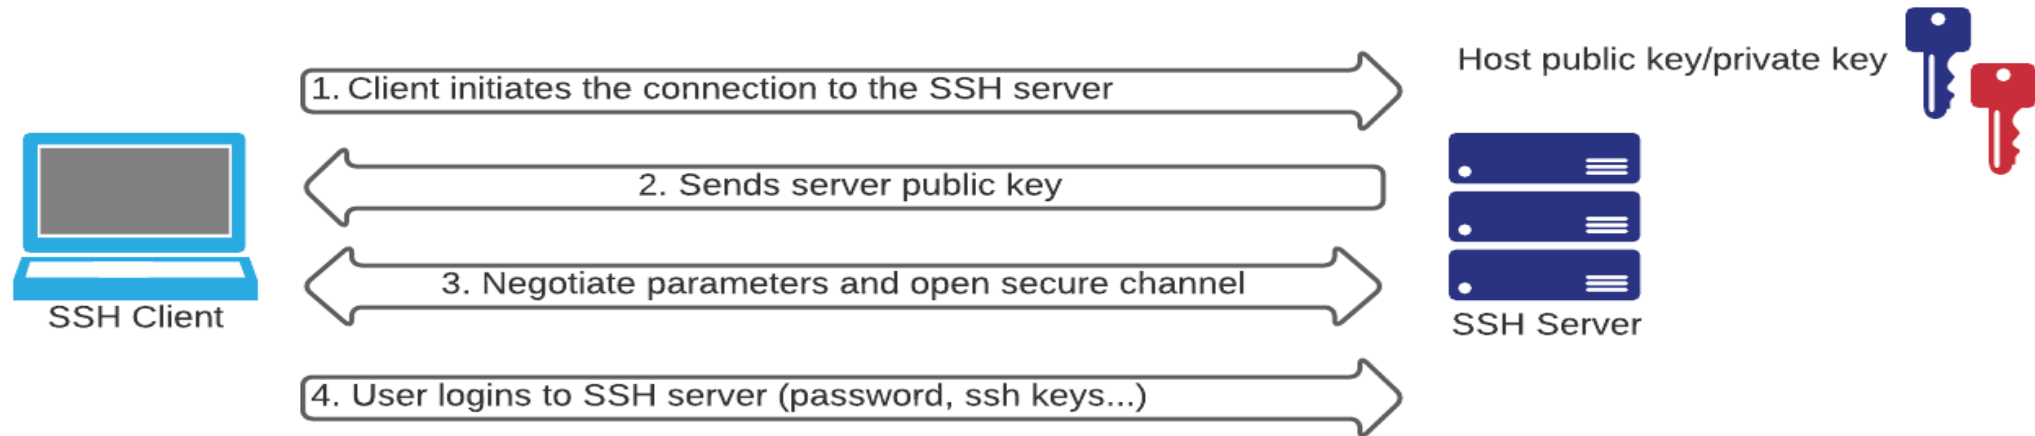 Host public key/private key
1. Client initiates the connection to the SSH server
2. Sends server public key
3. Negotiate parameters and open secure channel
SSH Client
SSH Server
4. User logins to SSH server (password, ssh keys...)